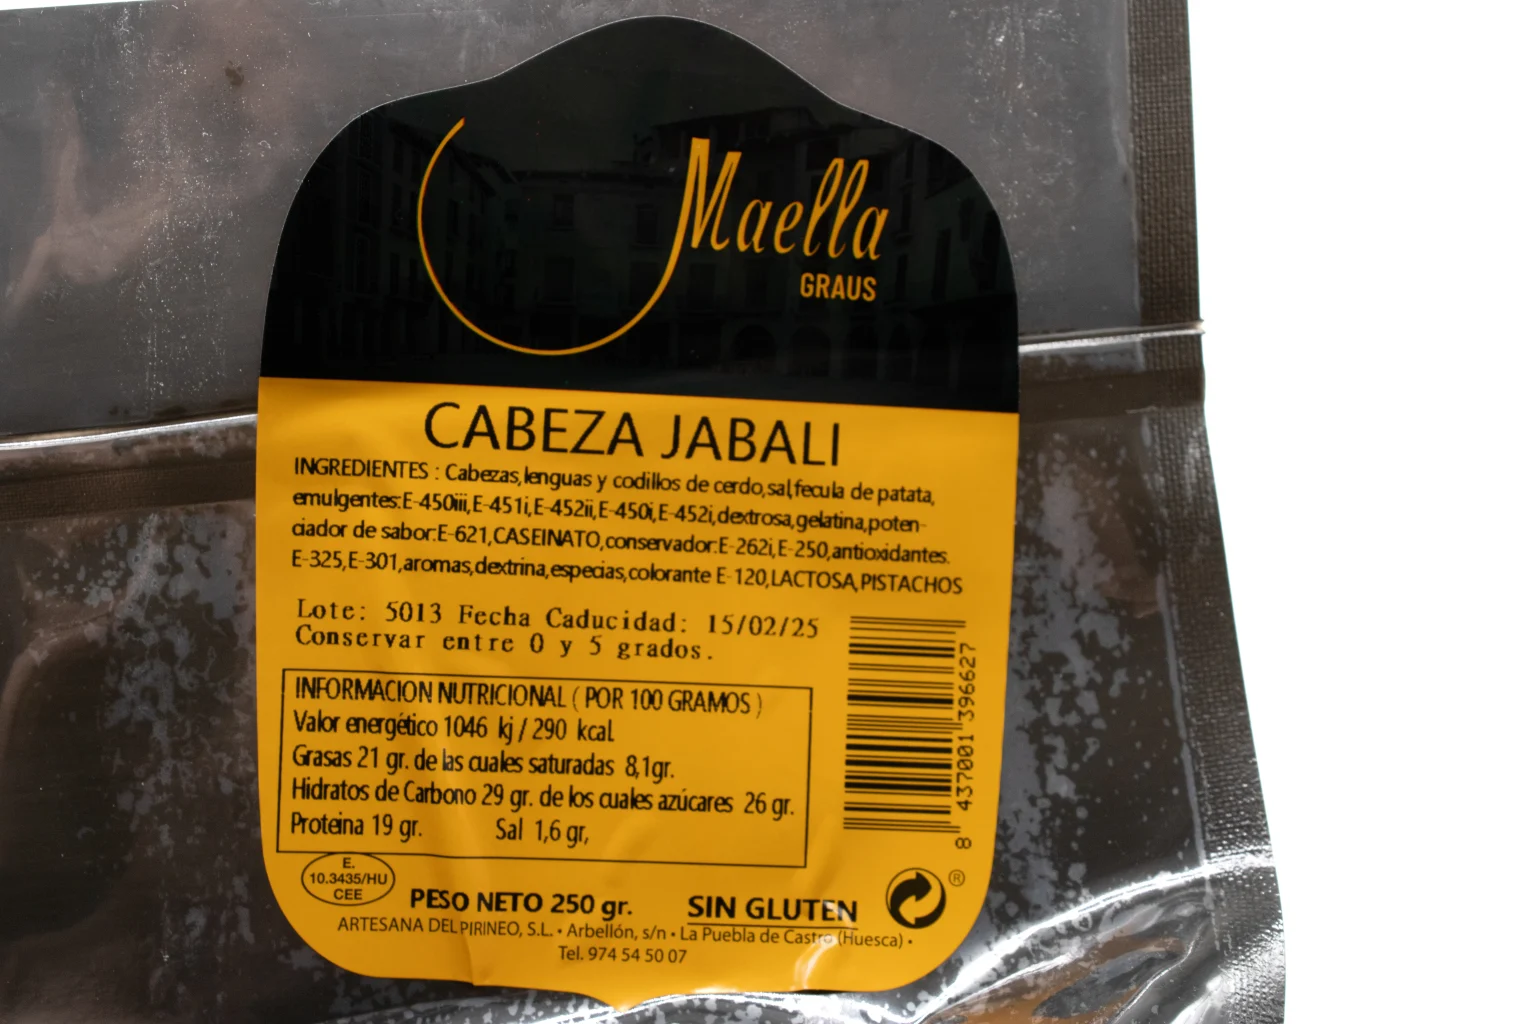 Maella
GRAUS
CABEZA JABALI
INGREDIENTES : Cabezas,lenguas y codillos de cerdo,sal,fecula de patata,
emulgentes:E-450iii,E-451i,E-452ii,E-450i,E-452i,dextrosa,gelatina,poten-
ciador de sabor:E-621,CASEINATO,conservador:E-262i,E-250,antioxidantes.
E-325,E-301,aromas,dextrina,especias,colorante E-120,LACTOSA,PISTACHOS
Lote: 5013 Fecha Caducidad: 15/02/25
Conservar entre 0 y 5 grados.
INFORMACION NUTRICIONAL ( POR 100 GRAMOS )
Valor energético 1046 kj / 290 kcal.
Grasas 21 gr. de las cuales saturadas 8,1gr.
Hidratos de Carbono 29 gr. de los cuales azúcares 26 gr.
Proteina 19 gr. Sal 1,6 gr,
8 437001 396627
E.
10.3435/HU
CEE
PESO NETO 250 gr.
SIN GLUTEN
®
ARTESANA DEL PIRINEO, S.L. • Arbellón, s/n • La Puebla de Castro (Huesca) •
Tel. 974 54 50 07